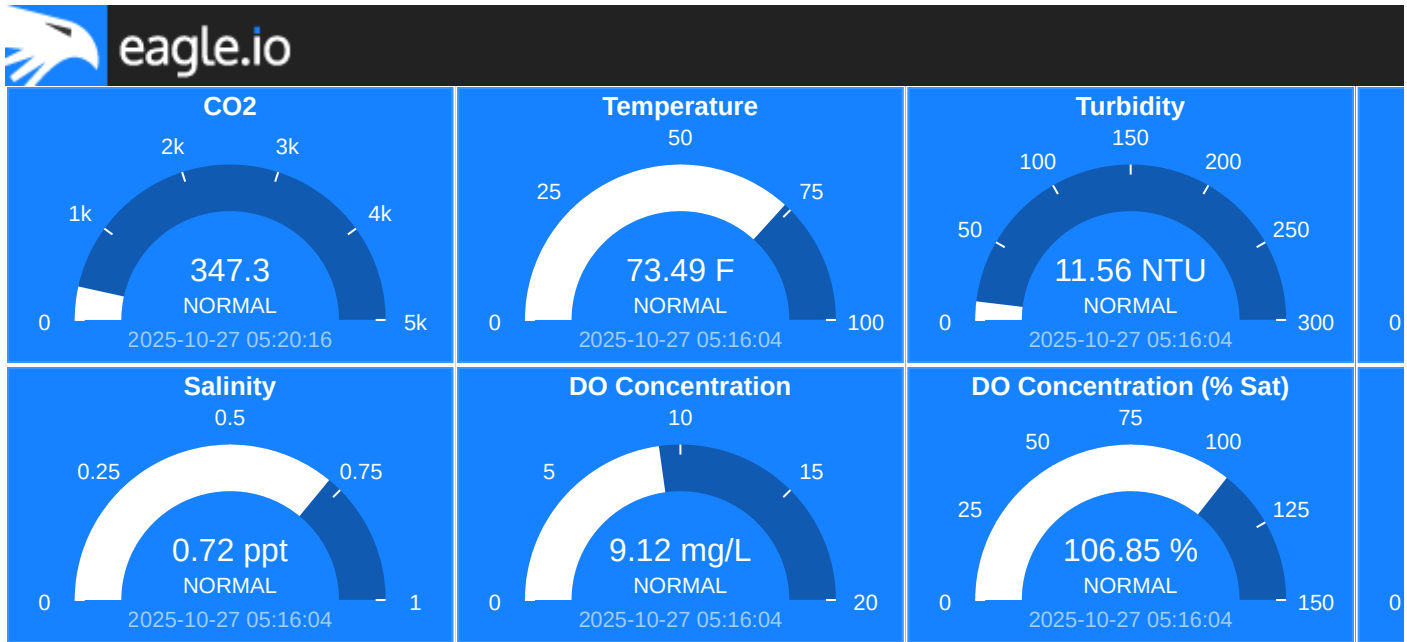 eagle.io
CO2
0
1k
2k
3k
4k
5k
347.3
NORMAL
2025-10-27 05:20:16
Temperature
0
25
50
75
100
73.49 F
NORMAL
2025-10-27 05:16:04
Turbidity
0
50
100
150
200
250
300
11.56 NTU
NORMAL
2025-10-27 05:16:04
0
Salinity
0
0.25
0.5
0.75
1
0.72 ppt
NORMAL
2025-10-27 05:16:04
DO Concentration
0
5
10
15
20
9.12 mg/L
NORMAL
2025-10-27 05:16:04
DO Concentration (% Sat)
0
25
50
75
100
125
150
106.85 %
NORMAL
2025-10-27 05:16:04
0